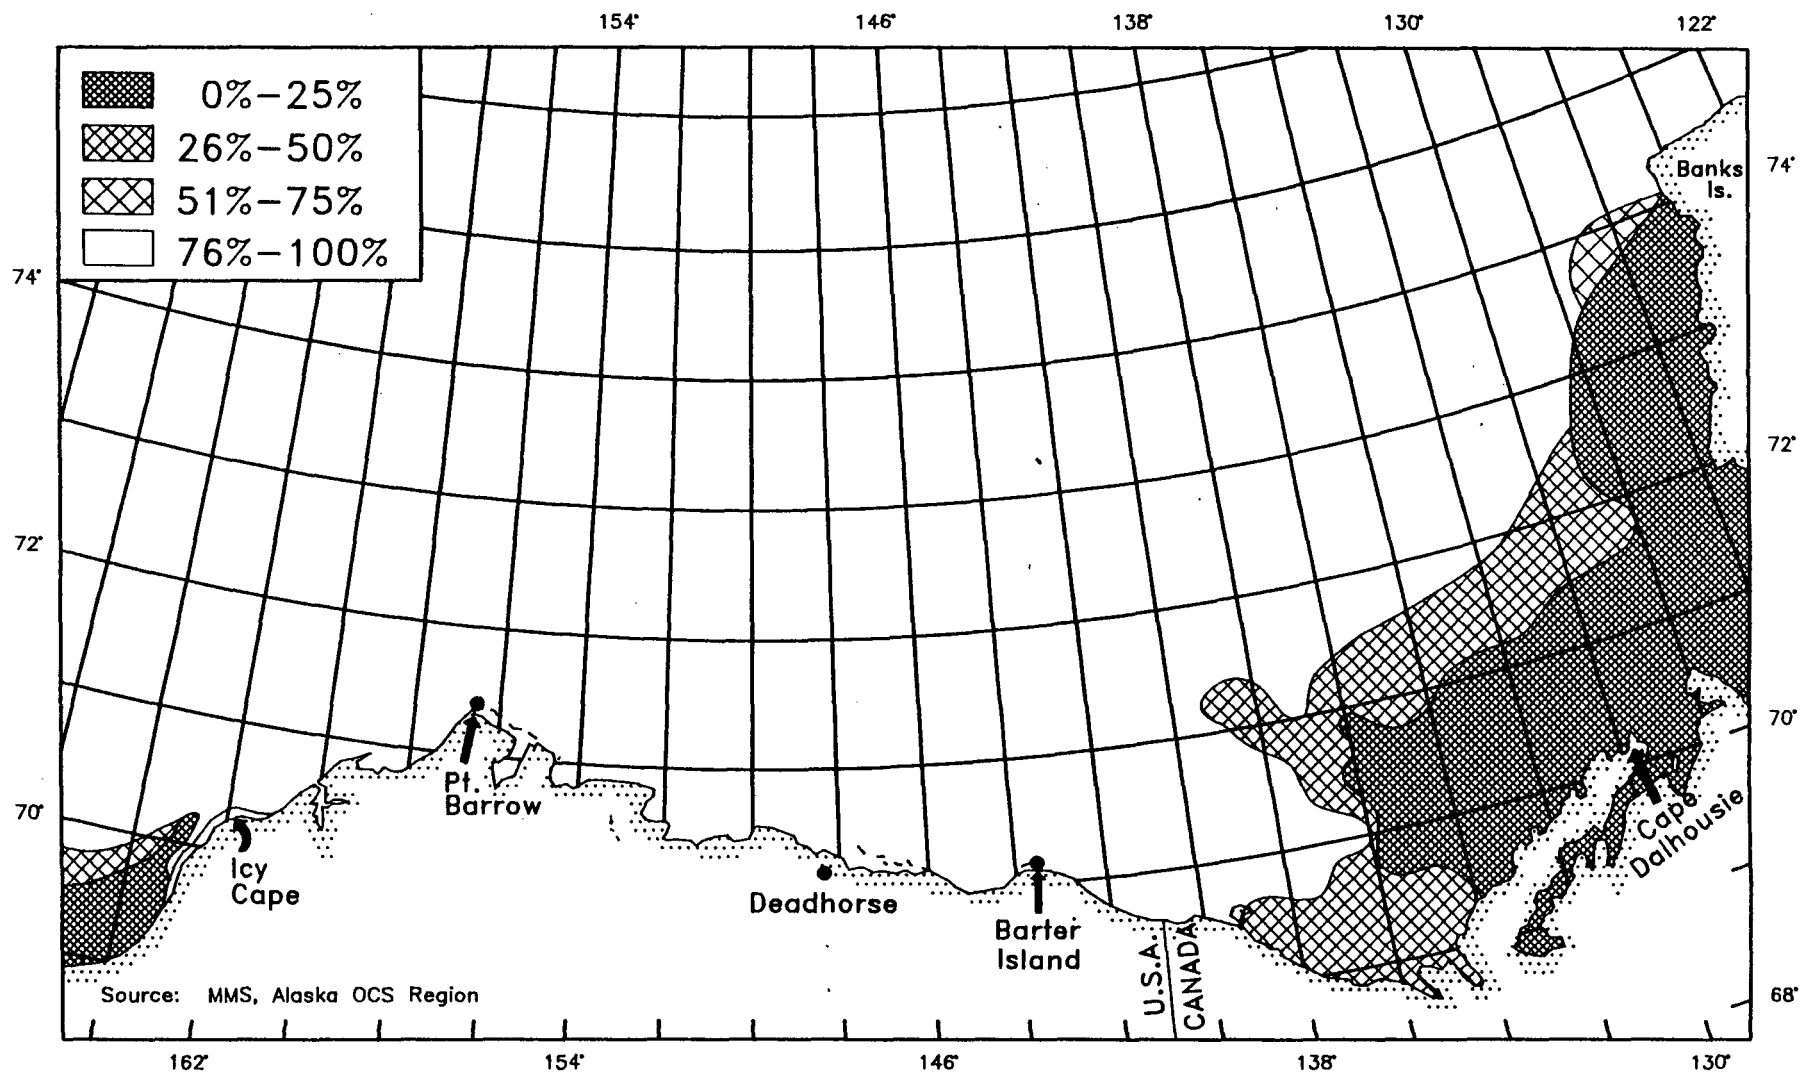 154° 146° 138° 130° 122°
0%-25%
26%-50%
51%-75%
76%-100%
Banks
Is.
74°
74°
72°
72°
70°
70°
68°
Pt.
Barrow
Icy
Cape
Deadhorse
Barter
Island
U.S.A.
CANADA
Cape
Dalhousie
Source: MMS, Alaska OCS Region
162° 154° 146° 138° 130°